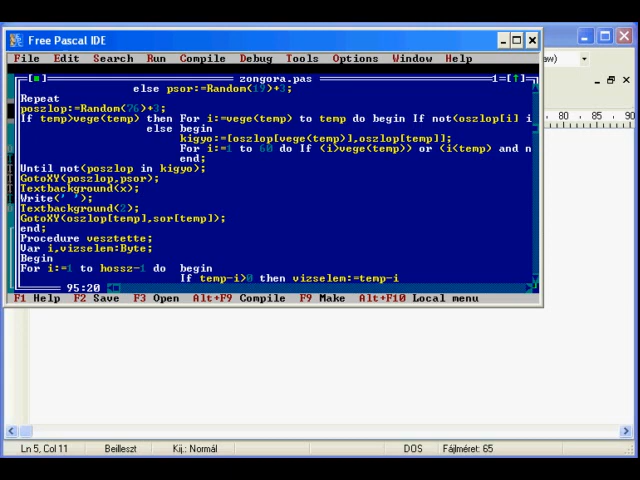 Free Pascal IDE
File Edit Search Run Compile Debug Tools Options Window Help
zongora.pas 1=[↑]
else psor:=Random(19)+3;
Repeat
poszlop:=Random(76)+3;
If temp>vege(temp) then For i:=vege(temp) to temp do begin If not(oszlop[i] i
else begin
kigyo:=[oszlop[vege(temp)],oszlop[temp]];
For i:=1 to 60 do If (i)vege(temp)) or (i(temp) and n
end;
Until not(poszlop in kigyo);
GotoXY(poszlop,psor);
Textbackground(x);
Write(' ');
Textbackground(2);
GotoXY(oszlop[temp],sor[temp]);
end;
Procedure vesztette;
Var i,vizselem:Byte;
Begin
For i:=1 to hossz-1 do begin
If temp-i>0 then vizselem:=temp-i
95:20
F1 Help F2 Save F3 Open Alt+F9 Compile F9 Make Alt+F10 Local menu
80 85 90
Ln 5, Col 11 Beilleszt Kij.: Normál DOS Fájlméret: 65